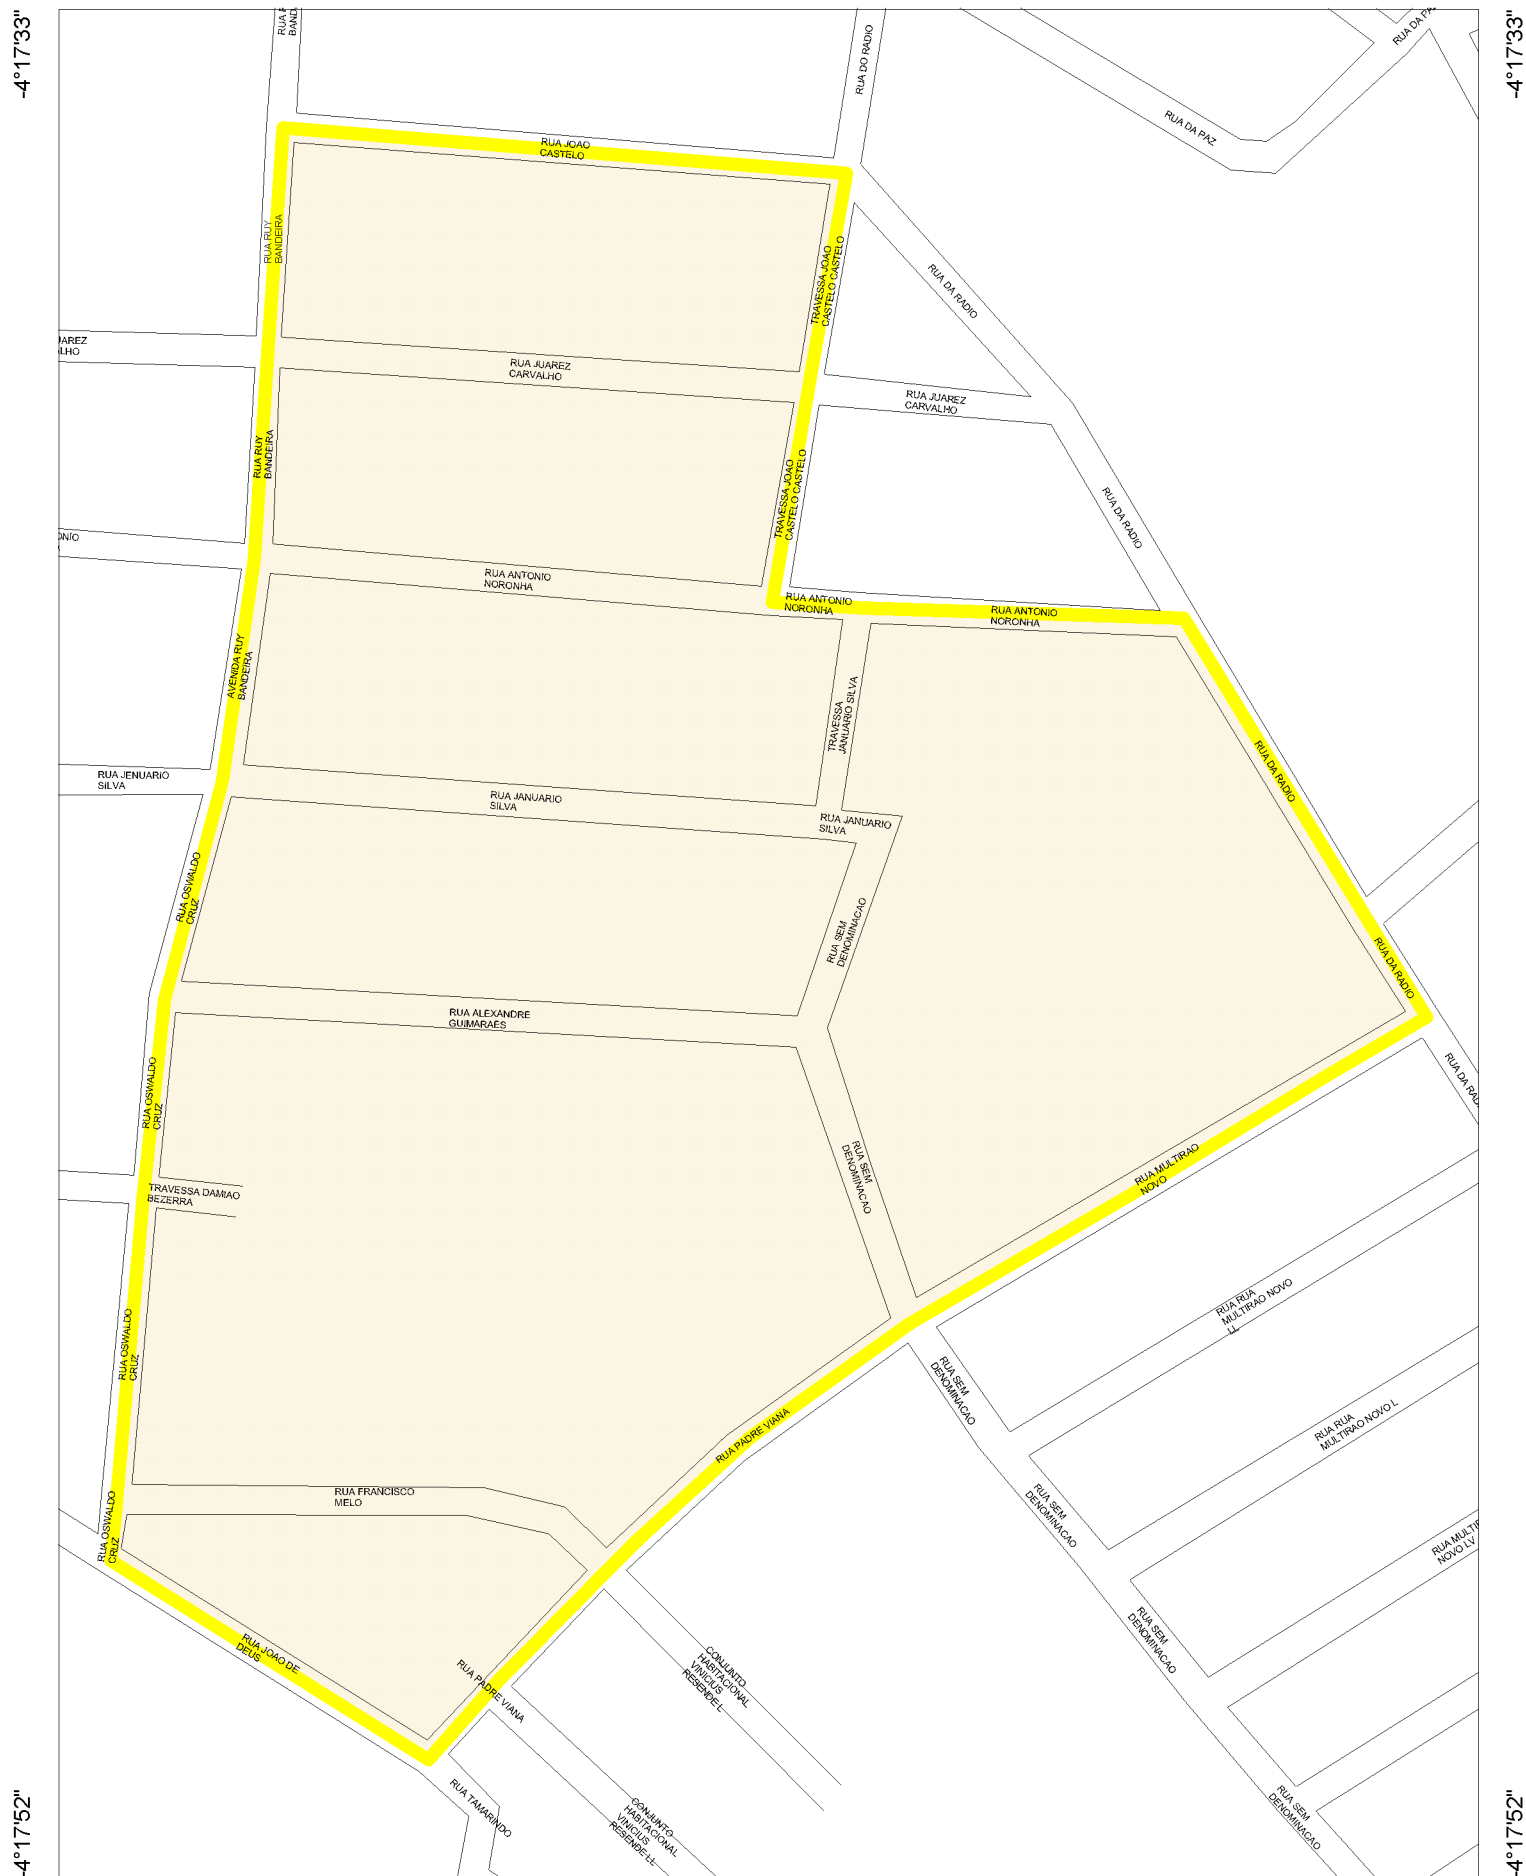 -4°17'33"
-4°17'33"
RUA DO RADIO
RUA DA PAZ
RUA JOAO
CASTELO
RUA RUY
BANDEIRA
TRAVESSA JOAO
CASTELO CASTELO
RUA DA RADIO
RUA JUAREZ
CARVALHO
RUA JUAREZ
CARVALHO
RUA RUY
BANDEIRA
TRAVESSA JOAO
CASTELO CASTELO
RUA DA RADIO
RUA ANTONIO
NORONHA
RUA ANTONIO
NORONHA
RUA ANTONIO
NORONHA
AVENIDA RUY
BANDEIRA
TRAVESSA
JANUARIO SILVA
RUA DA RADIO
RUA JENUARIO
SILVA
RUA JANUARIO
SILVA
RUA JANUARIO
SILVA
RUA OSWALDO
CRUZ
RUA SEM
DENOMINACAO
RUA DA RADIO
RUA ALEXANDRE
GUIMARAES
RUA OSWALDO
CRUZ
RUA SEM
DENOMINACAO
RUA MULTIRAO
NOVO
TRAVESSA DAMIAO
BEZERRA
RUA RUA
MULTIRAO NOVO
LL
RUA OSWALDO
CRUZ
RUA SEM
DENOMINACAO
RUA PADRE VIANA
RUA RUA
MULTIRAO NOVO L
RUA FRANCISCO
MELO
RUA OSWALDO
CRUZ
RUA SEM
DENOMINACAO
NOVO LV
RUA JOAO DE
DEUS
RUA PADRE VIANA
CONJUNTO
HABITACIONAL
VINICIUS
RESENDE L
RUA SEM
DENOMINACAO
RUA TAMARINDO
CONJUNTO
HABITACIONAL
VINICIUS
RESENDE LL
RUA SEM
DENOMINACAO
-4°17'52"
-4°17'52"